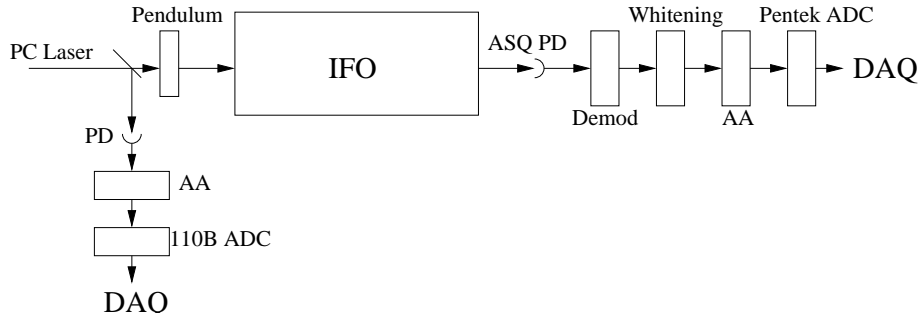 Pendulum
Whitening
Pentek ADC
PC Laser
ASQ PD
IFO
DAQ
Demod
AA
PD
AA
110B ADC
DAQ